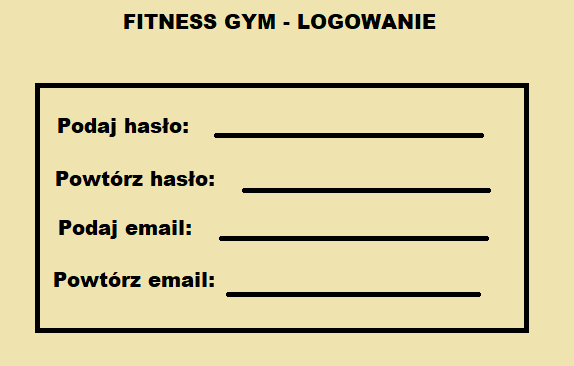 FITNESS GYM - LOGOWANIE
Podaj hasło:
Powtórz hasło:
Podaj email:
Powtórz email: